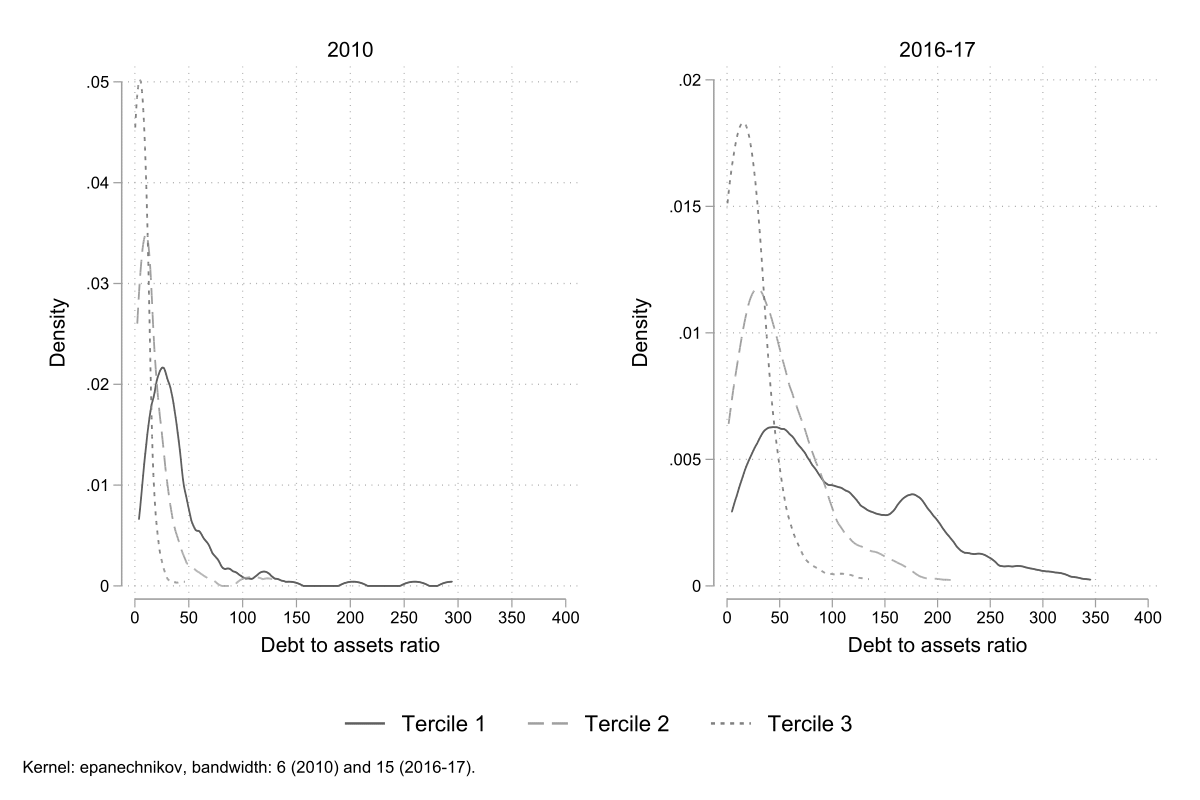 2010
Density
.05
.04
.03
.02
.01
0
0 50 100 150 200 250 300 350 400
Debt to assets ratio
2016-17
Density
.02
.015
.01
.005
0
0 50 100 150 200 250 300 350 400
Debt to assets ratio
Tercile 1 Tercile 2 Tercile 3
Kernel: epanechnikov, bandwidth: 6 (2010) and 15 (2016-17).